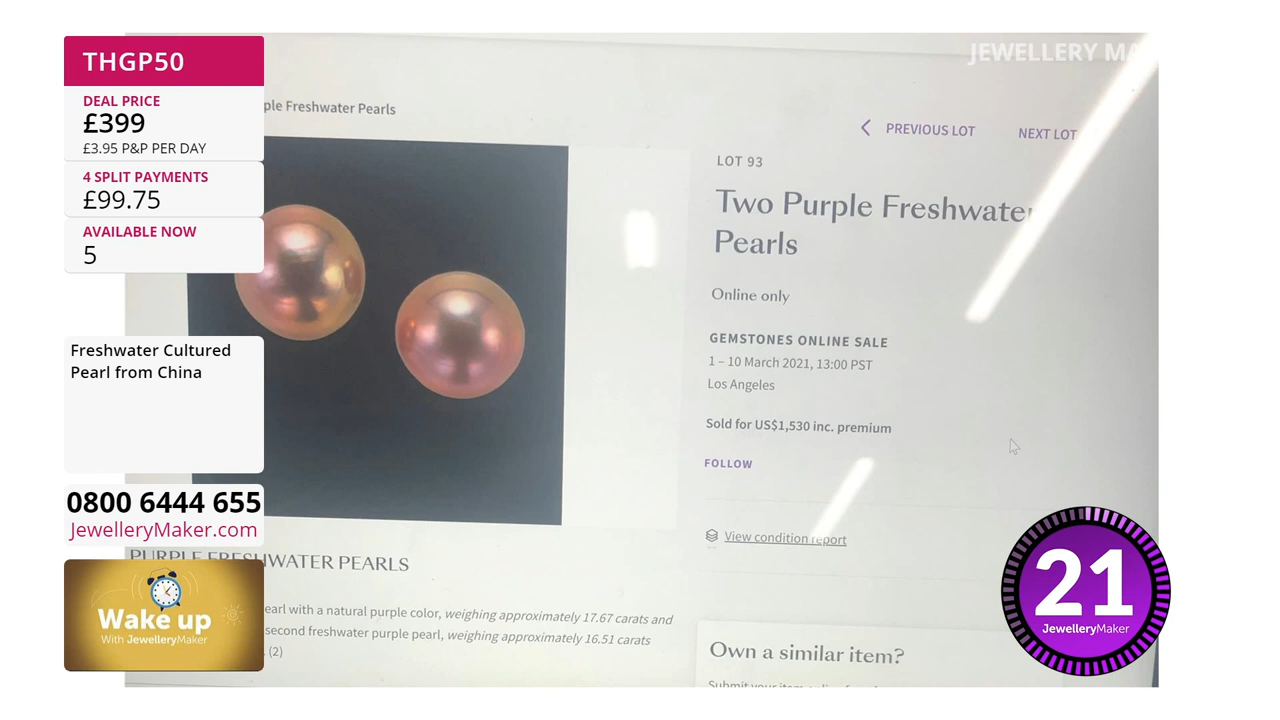 THGP50
DEAL PRICE
£399
£3.95 P&P PER DAY
4 SPLIT PAYMENTS
£99.75
AVAILABLE NOW
5
Freshwater Cultured
Pearl from China
0800 6444 655
JewelleryMaker.com
Wake up
With JewelleryMaker
JEWELLERY
Freshwater Pearls
PREVIOUS LOT
NEXT LOT
LOT 93
Two Purple Freshwater
Pearls
Online only
GEMSTONES ONLINE SALE
1 – 10 March 2021, 13:00 PST
Los Angeles
Sold for US$1,530 inc. premium
FOLLOW
View condition report
PURPLE FRESHWATER PEARLS
with a natural purple color, weighing approximately 17.67 carats and
second freshwater purple pearl, weighing approximately 16.51 carats
(2)
Own a similar item?
21
JewelleryMaker